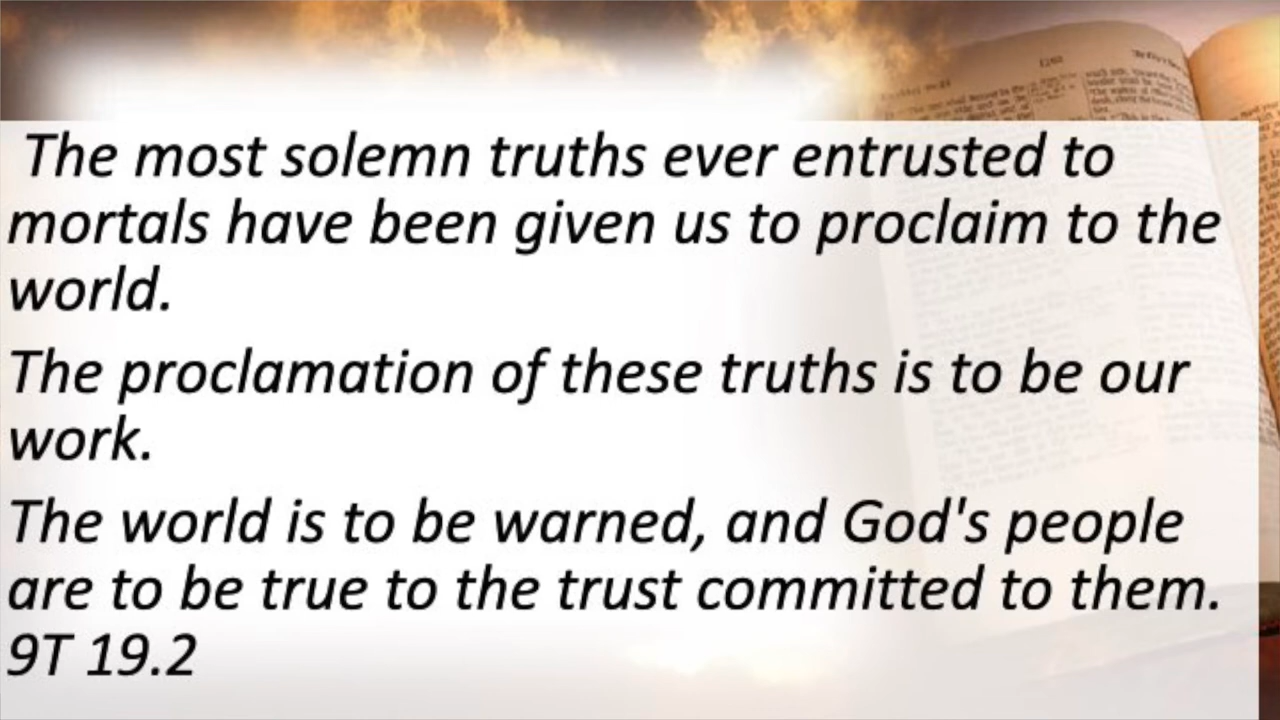 The most solemn truths ever entrusted to
mortals have been given us to proclaim to the
world.
The proclamation of these truths is to be our
work.
The world is to be warned, and God's people
are to be true to the trust committed to them.
9T 19.2